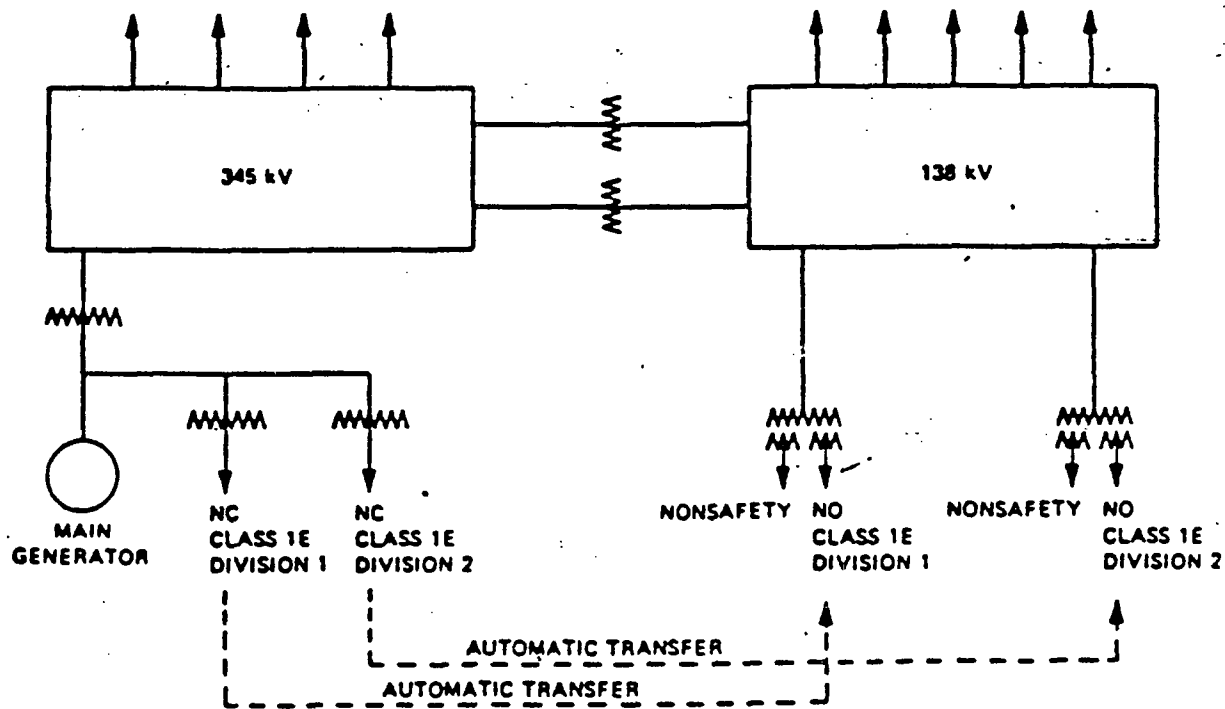 345 kV
138 kV
MAIN
GENERATOR
NC
CLASS 1E
DIVISION 1
NC
CLASS 1E
DIVISION 2
NONSAFETY
NO
CLASS 1E
DIVISION 1
NONSAFETY
NO
CLASS 1E
DIVISION 2
AUTOMATIC TRANSFER
AUTOMATIC TRANSFER